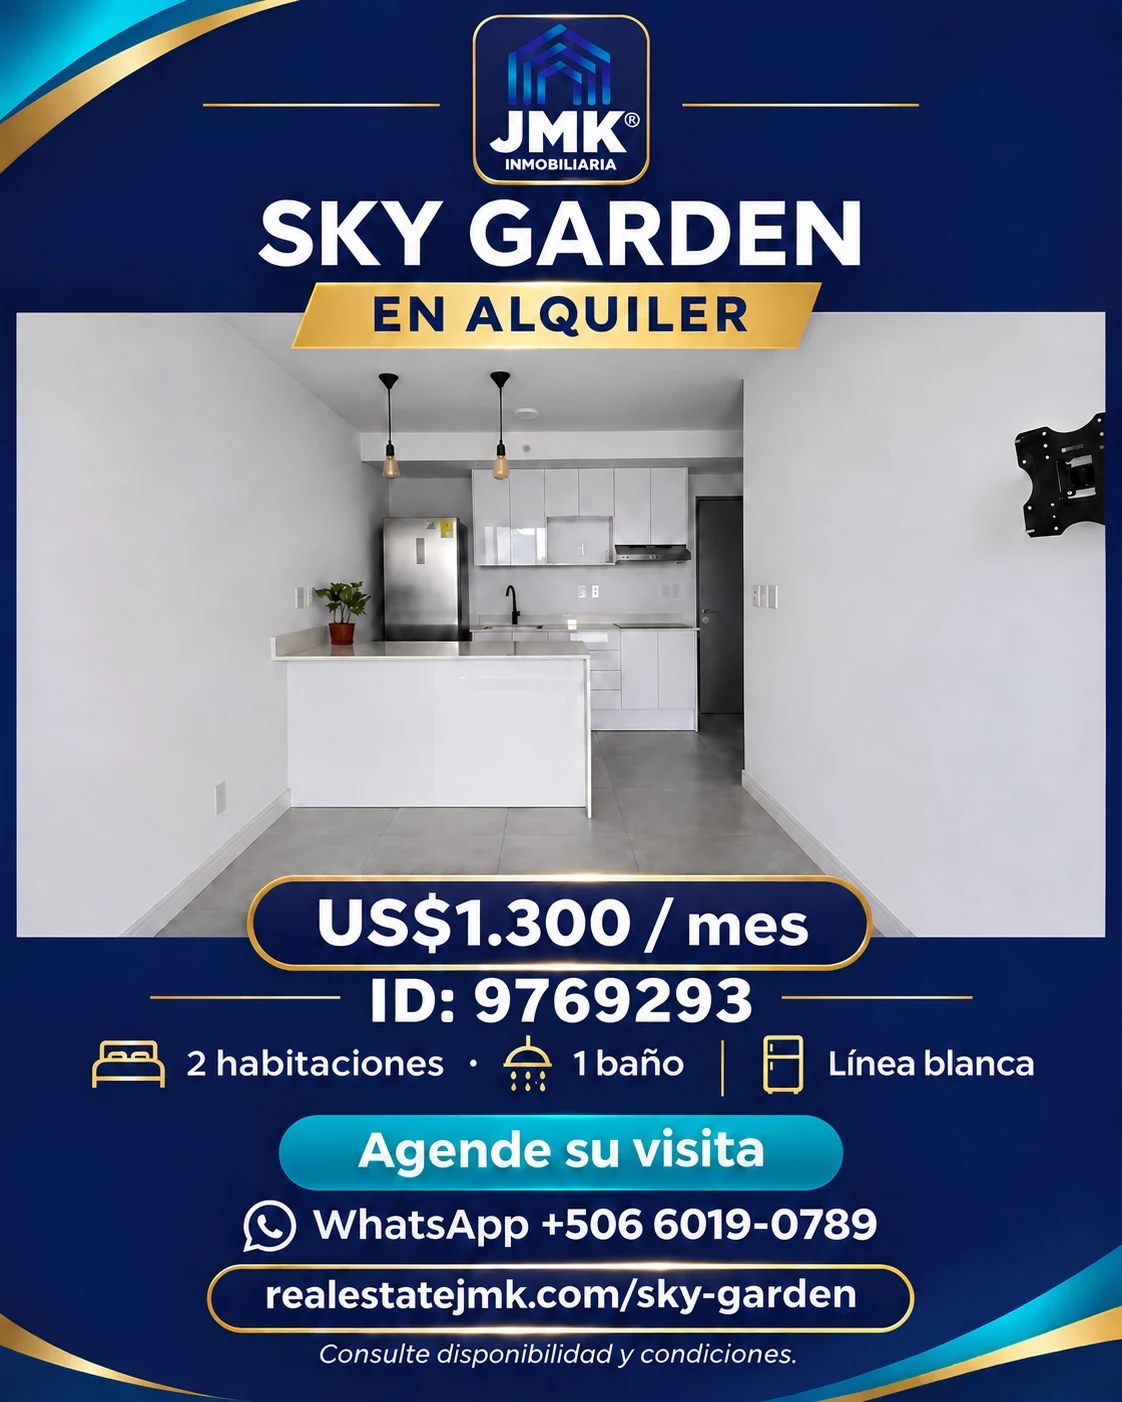 JMK®
INMOBILIARIA
SKY GARDEN
EN ALQUILER
US$1.300 / mes
ID: 9769293
2 habitaciones · 1 baño | Línea blanca
Agende su visita
WhatsApp +506 6019-0789
realestatejmk.com/sky-garden
Consulte disponibilidad y condiciones.